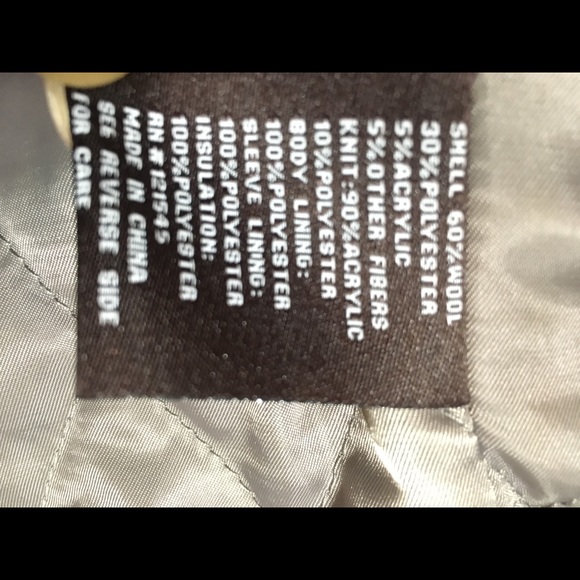 SHELL 60%WOOL
30%POLYESTER
5%ACRYLIC
5%OTHER FIBERS
KNIT:90%ACRYLIC
10%POLYESTER
BODY LINING:
100%POLYESTER
SLEEVE LINING:
100%POLYESTER
INSULATION:
100%POLYESTER
RN # 121545
MADE IN CHINA
SEE REVERSE SIDE
FOR CARE